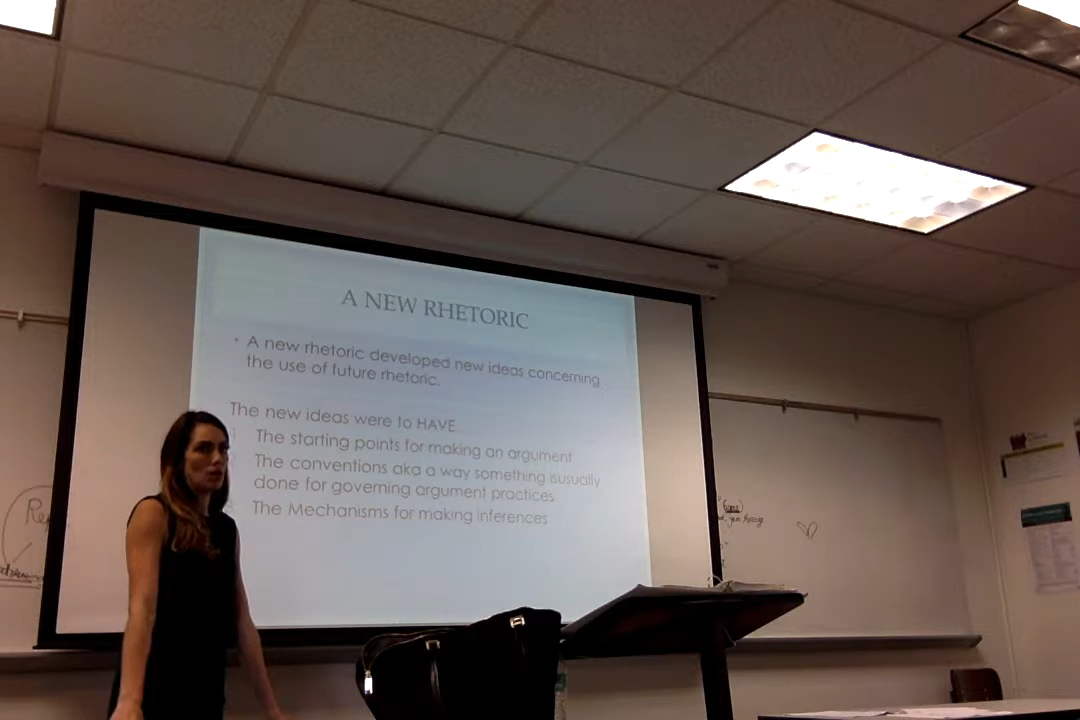 A NEW RHETORIC
• A new rhetoric developed new ideas concerning
the use of future rhetoric.
The new ideas were to HAVE
The starting points for making an argument
The conventions aka a way something isusually
done for governing argument practices
The Mechanisms for making inferences